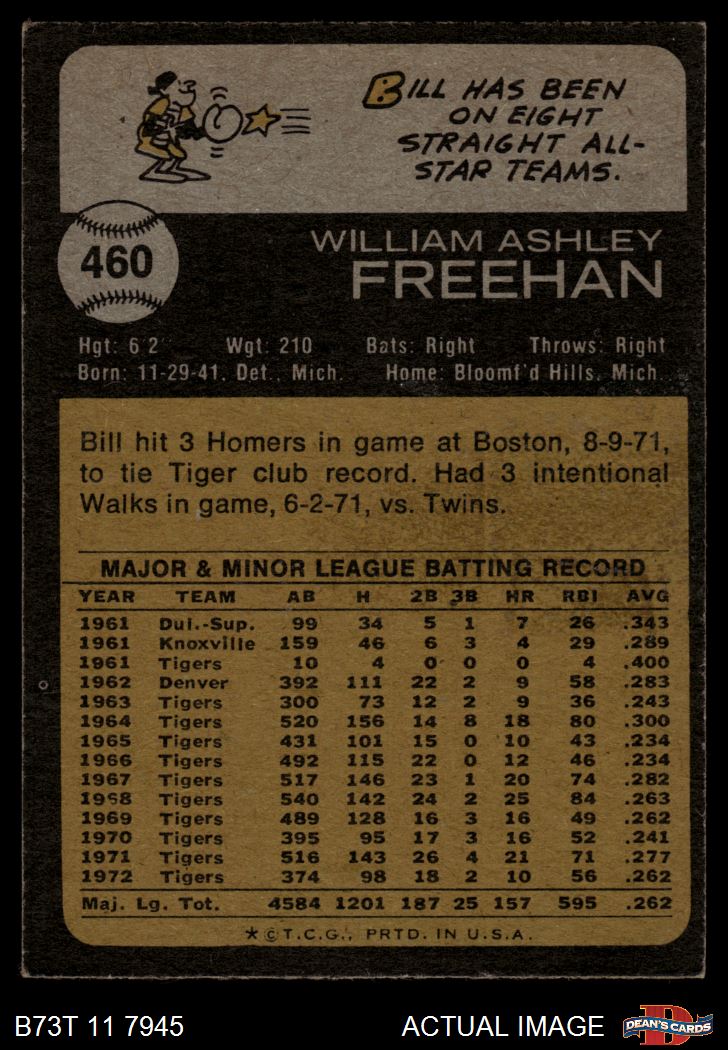 BILL HAS BEEN
ON EIGHT
STRAIGHT ALL-
STAR TEAMS.
460
WILLIAM ASHLEY
FREEHAN
Hgt: 6 2 Wgt: 210 Bats: Right Throws: Right
Born: 11-29-41, Det., Mich. Home: Bloomf'd Hills, Mich.
Bill hit 3 Homers in game at Boston, 8-9-71,
to tie Tiger club record. Had 3 intentional
Walks in game, 6-2-71, vs. Twins.
MAJOR & MINOR LEAGUE BATTING RECORD
YEAR TEAM AB H 2B 3B HR RBI AVG
1961 Dul.-Sup. 99 34 5 1 7 26 .343
1961 Knoxville 159 46 6 3 4 29 .289
1961 Tigers 10 4 0 0 0 4 .400
1962 Denver 392 111 22 2 9 58 .283
1963 Tigers 300 73 12 2 9 36 .243
1964 Tigers 520 156 14 8 18 80 .300
1965 Tigers 431 101 15 0 10 43 .234
1966 Tigers 492 115 22 0 12 46 .234
1967 Tigers 517 146 23 1 20 74 .282
1968 Tigers 540 142 24 2 25 84 .263
1969 Tigers 489 128 16 3 16 49 .262
1970 Tigers 395 95 17 3 16 52 .241
1971 Tigers 516 143 26 4 21 71 .277
1972 Tigers 374 98 18 2 10 56 .262
Maj. Lg. Tot. 4584 1201 187 25 157 595 .262
★ © T.C.G., PRTD. IN U.S.A.
B73T 11 7945 ACTUAL IMAGE
D
DEAN'S CARDS